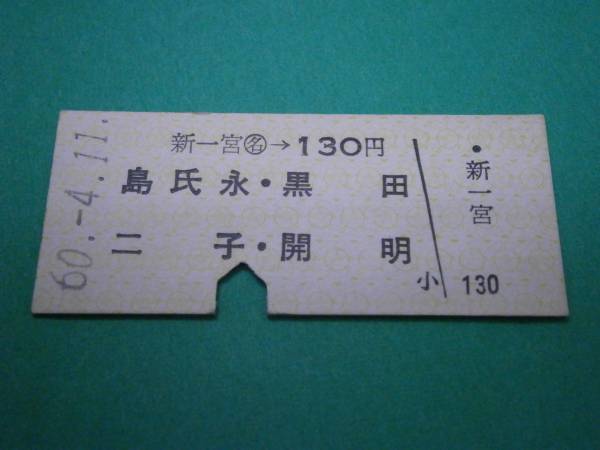 60.-4.11.
新一宮㊔→130円
島氏永・黒田
二子・開明
・新一宮
小 130